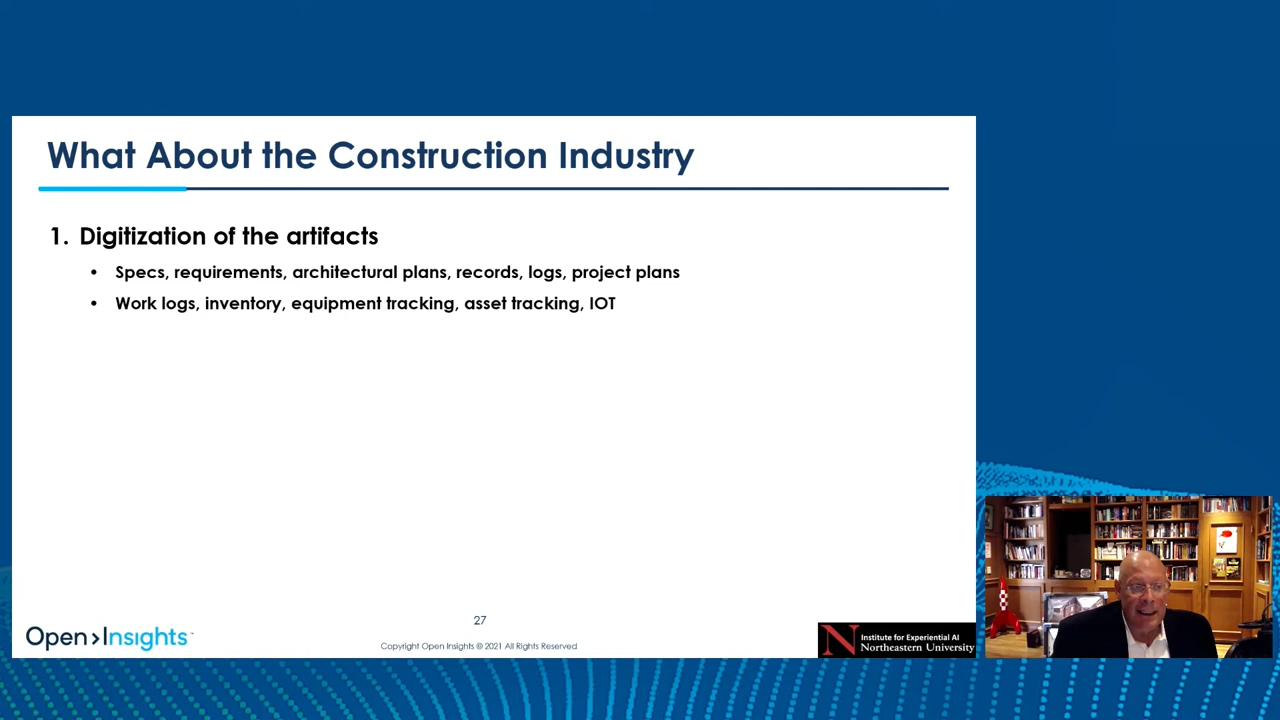 What About the Construction Industry
1. Digitization of the artifacts
• Specs, requirements, architectural plans, records, logs, project plans
• Work logs, inventory, equipment tracking, asset tracking, IOT
27
Open>Insights
Copyright Open Insights © 2021 All Rights Reserved
N Institute for Experiential AI
Northeastern University